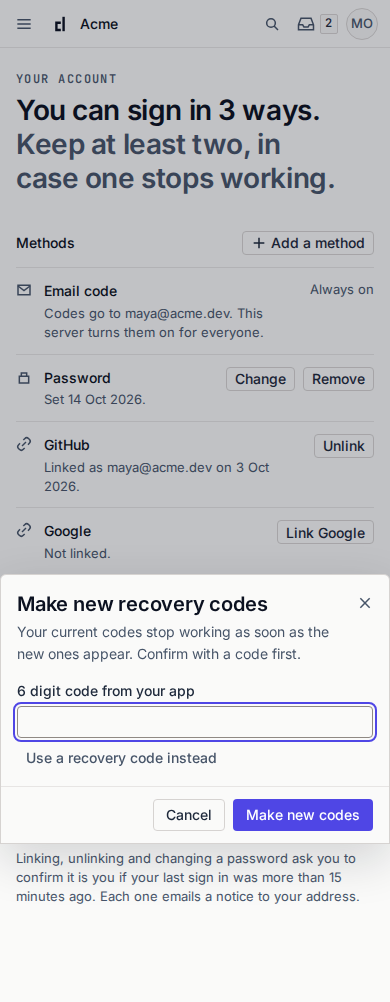 Acme
2
MO
YOUR ACCOUNT
You can sign in 3 ways.
Keep at least two, in
case one stops working.
Methods
Add a method
Email code
Always on
Codes go to maya@acme.dev. This
server turns them on for everyone.
Password
Change
Remove
Set 14 Oct 2026.
GitHub
Unlink
Linked as maya@acme.dev on 3 Oct
2026.
Google
Link Google
Not linked.
Make new recovery codes
Your current codes stop working as soon as the
new ones appear. Confirm with a code first.
6 digit code from your app
Use a recovery code instead
Cancel
Make new codes
Linking, unlinking and changing a password ask you to
confirm it is you if your last sign in was more than 15
minutes ago. Each one emails a notice to your address.